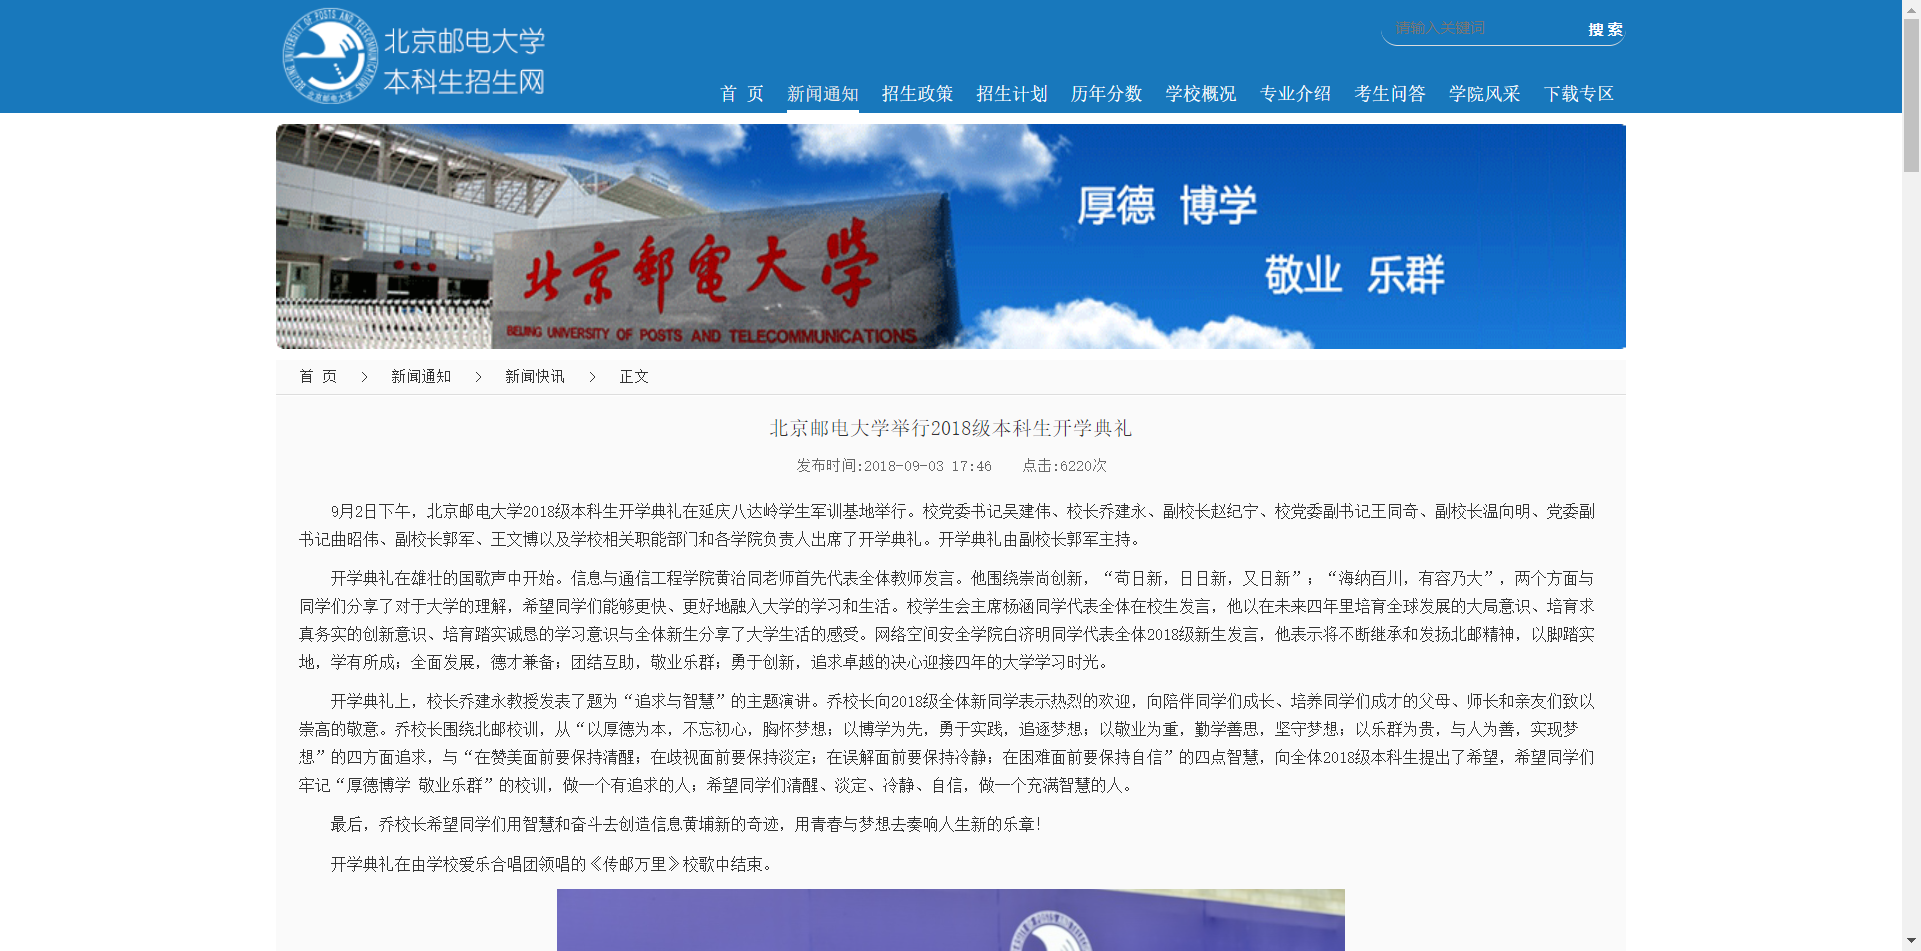 北京邮电大学
本科生招生网
请输入关键词
搜 索
首 页 新闻通知 招生政策 招生计划 历年分数 学校概况 专业介绍 考生问答 学院风采 下载专区
北京郵電大学
BEIJING UNIVERSITY OF POSTS AND TELECOMMUNICATIONS
厚德 博学
敬业 乐群
首 页 > 新闻通知 > 新闻快讯 > 正文
北京邮电大学举行2018级本科生开学典礼
发布时间:2018-09-03 17:46 点击:6220次
9月2日下午，北京邮电大学2018级本科生开学典礼在延庆八达岭学生军训基地举行。校党委书记吴建伟、校长乔建永、副校长赵纪宁、校党委副书记王同奇、副校长温向明、党委副
书记曲昭伟、副校长郭军、王文博以及学校相关职能部门和各学院负责人出席了开学典礼。开学典礼由副校长郭军主持。
开学典礼在雄壮的国歌声中开始。信息与通信工程学院黄治同老师首先代表全体教师发言。他围绕崇尚创新，“苟日新，日日新，又日新”；“海纳百川，有容乃大”，两个方面与
同学们分享了对于大学的理解，希望同学们能够更快、更好地融入大学的学习和生活。校学生会主席杨涵同学代表全体在校生发言，他以在未来四年里培育全球发展的大局意识、培育求
真务实的创新意识、培育踏实诚恳的学习意识与全体新生分享了大学生活的感受。网络空间安全学院白济明同学代表全体2018级新生发言，他表示将不断继承和发扬北邮精神，以脚踏实
地，学有所成；全面发展，德才兼备；团结互助，敬业乐群；勇于创新，追求卓越的决心迎接四年的大学学习时光。
开学典礼上，校长乔建永教授发表了题为“追求与智慧”的主题演讲。乔校长向2018级全体新同学表示热烈的欢迎，向陪伴同学们成长、培养同学们成才的父母、师长和亲友们致以
崇高的敬意。乔校长围绕北邮校训，从“以厚德为本，不忘初心，胸怀梦想；以博学为先，勇于实践，追逐梦想；以敬业为重，勤学善思，坚守梦想；以乐群为贵，与人为善，实现梦
想”的四方面追求，与“在赞美面前要保持清醒；在歧视面前要保持淡定；在误解面前要保持冷静；在困难面前要保持自信”的四点智慧，向全体2018级本科生提出了希望，希望同学们
牢记“厚德博学 敬业乐群”的校训，做一个有追求的人；希望同学们清醒、淡定、冷静、自信，做一个充满智慧的人。
最后，乔校长希望同学们用智慧和奋斗去创造信息黄埔新的奇迹，用青春与梦想去奏响人生新的乐章！
开学典礼在由学校爱乐合唱团领唱的《传邮万里》校歌中结束。